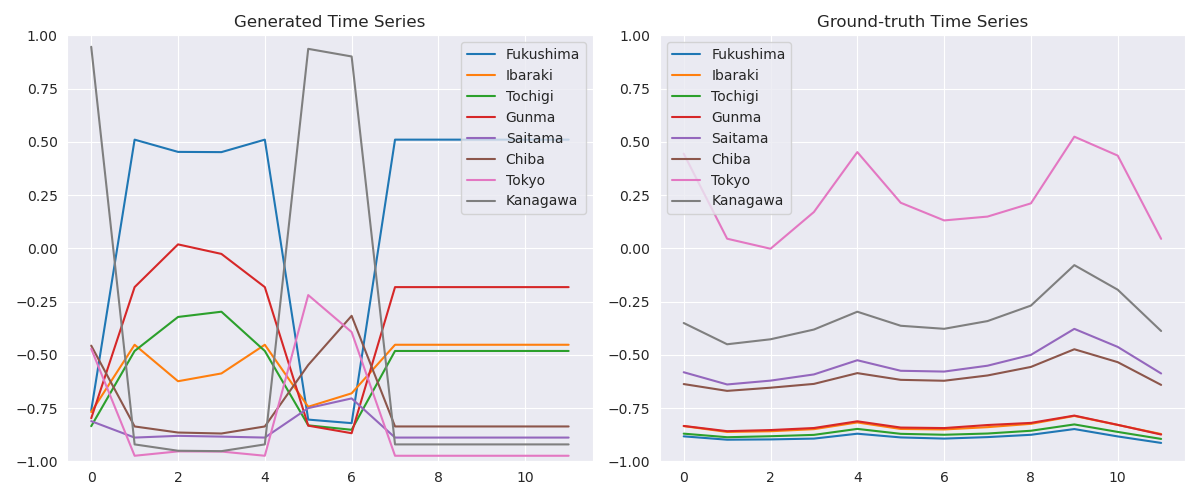 Generated Time Series
1.00
0.75
0.50
0.25
0.00
−0.25
−0.50
−0.75
−1.00
0
2
4
6
8
10
Fukushima
Ibaraki
Tochigi
Gunma
Saitama
Chiba
Tokyo
Kanagawa
Ground-truth Time Series
1.00
0.75
0.50
0.25
0.00
−0.25
−0.50
−0.75
−1.00
0
2
4
6
8
10
Fukushima
Ibaraki
Tochigi
Gunma
Saitama
Chiba
Tokyo
Kanagawa